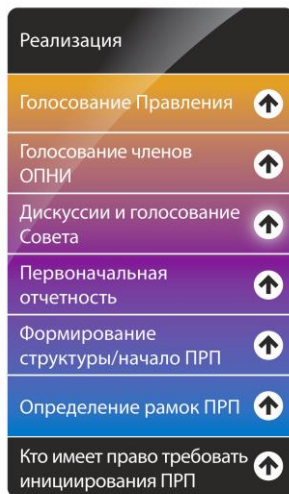 Реализация
Голосование Правления
Голосование членов
ОПНИ
Дискуссии и голосование
Совета
Первоначальная
отчетность
Формирование
структуры/начало ПРП
Определение рамок ПРП
Кто имеет право требовать
инициирования ПРП